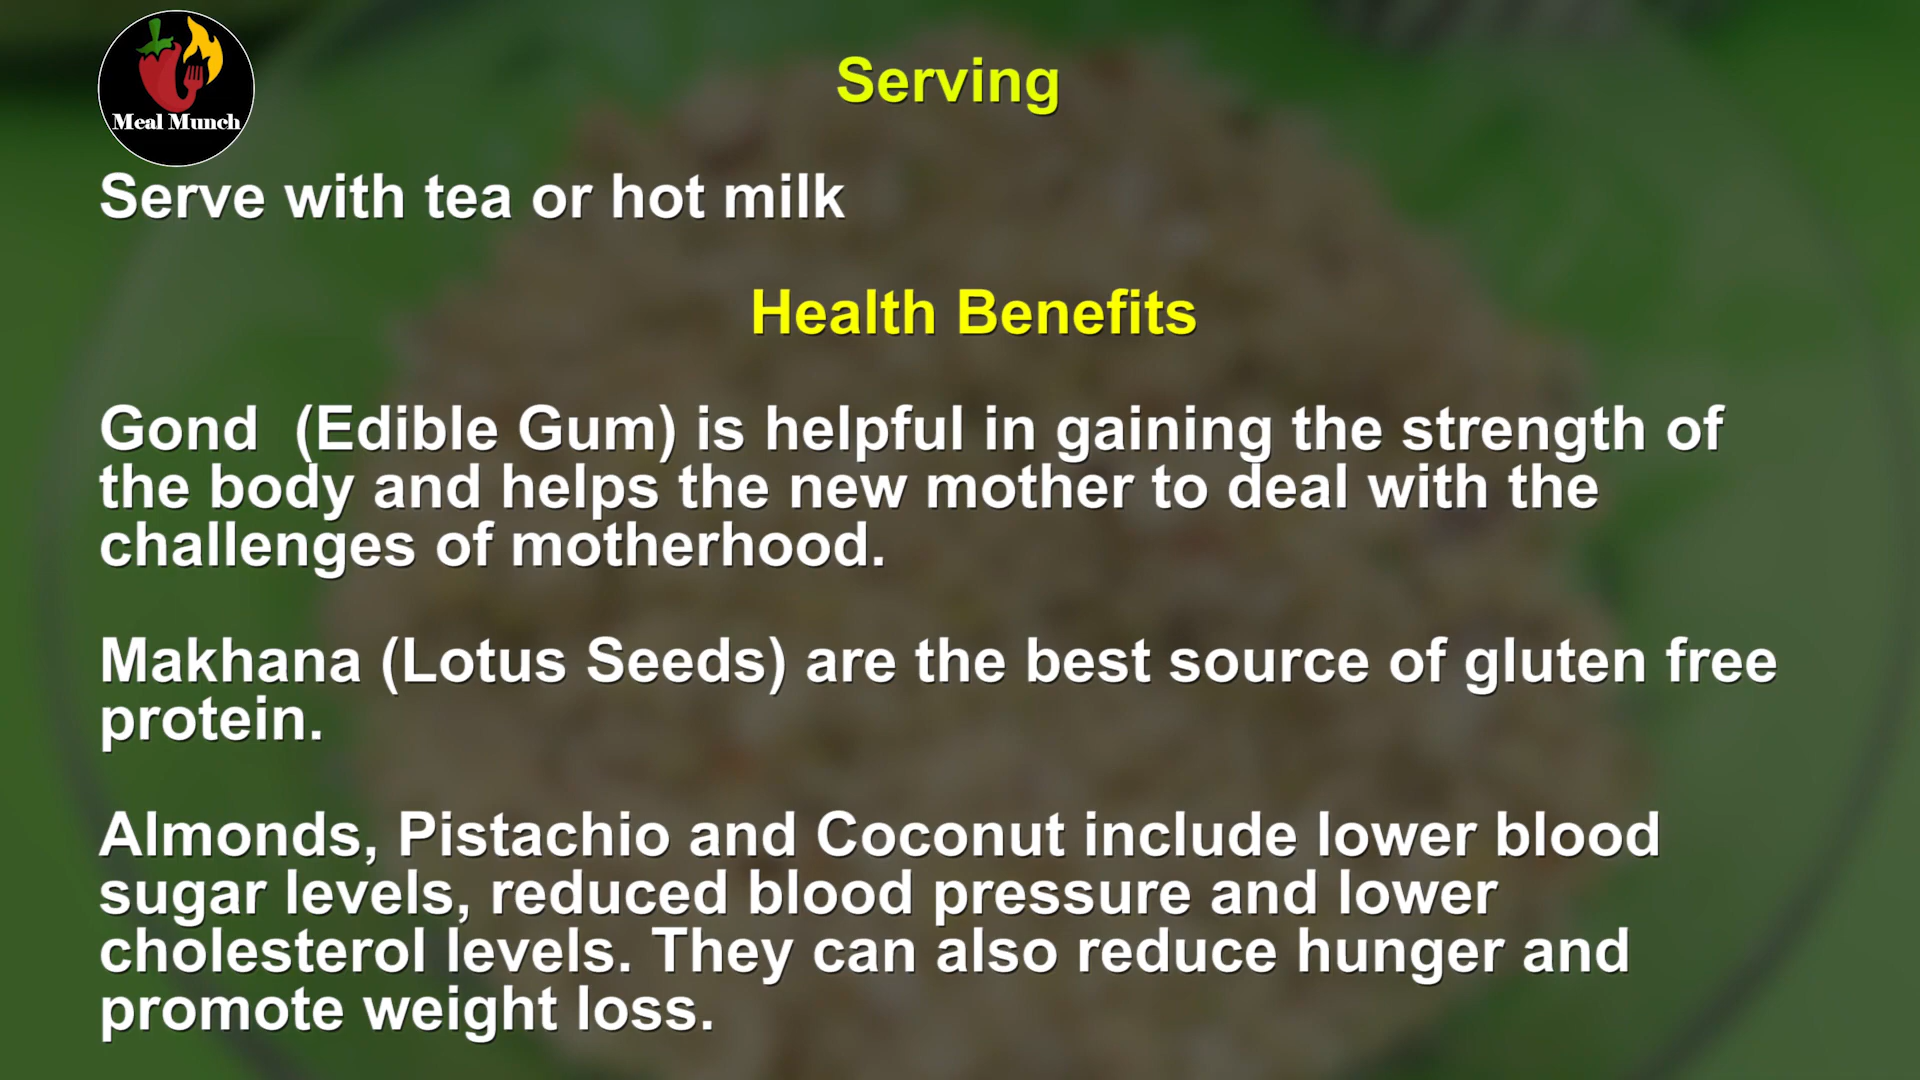 Meal Munch
Serving
Serve with tea or hot milk
Health Benefits
Gond  (Edible Gum) is helpful in gaining the strength of
the body and helps the new mother to deal with the
challenges of motherhood.
Makhana (Lotus Seeds) are the best source of gluten free
protein.
Almonds, Pistachio and Coconut include lower blood
sugar levels, reduced blood pressure and lower
cholesterol levels. They can also reduce hunger and
promote weight loss.